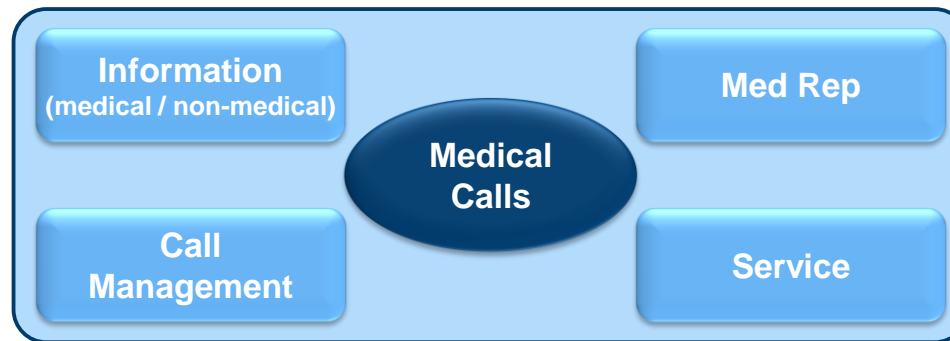 Information
(medical / non-medical)
Med Rep
Medical
Calls
Call
Management
Service